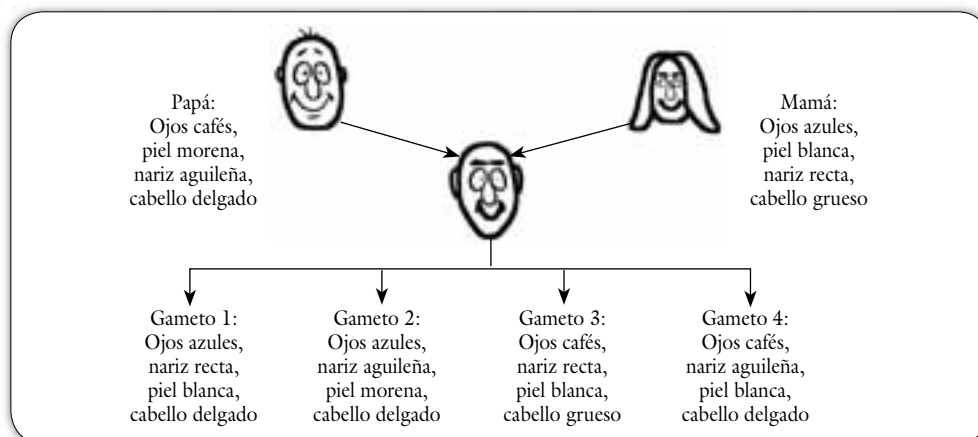 Papá:
Ojos cafés,
piel morena,
nariz aguileña,
cabello delgado
Mamá:
Ojos azules,
piel blanca,
nariz recta,
cabello grueso
Gameto 1:
Ojos azules,
nariz recta,
piel blanca,
cabello delgado
Gameto 2:
Ojos azules,
nariz aguileña,
piel morena,
cabello delgado
Gameto 3:
Ojos cafés,
nariz recta,
piel blanca,
cabello grueso
Gameto 4:
Ojos cafés,
nariz aguileña,
piel blanca,
cabello delgado